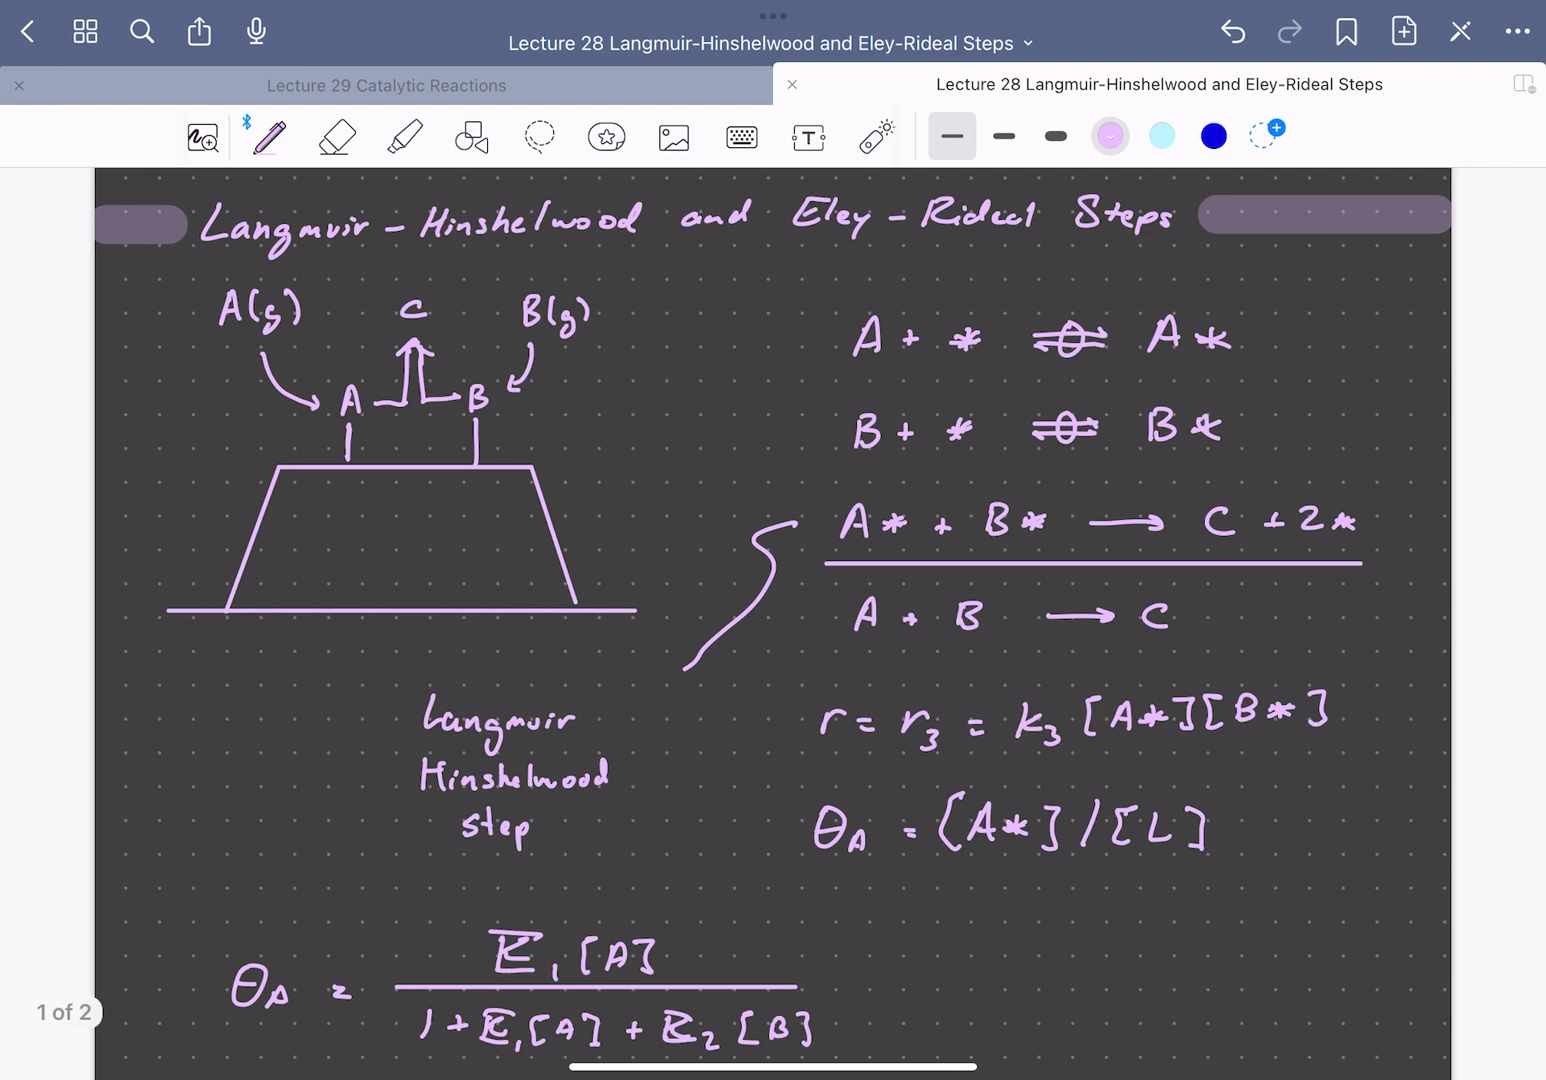 Lecture 28 Langmuir-Hinshelwood and Eley-Rideal Steps
Lecture 29 Catalytic Reactions
Lecture 28 Langmuir-Hinshelwood and Eley-Rideal Steps
T
Langmuir - Hinshelwood and Eley - Rideal Steps
A(g) C B(g)
A B
A + * ⇌ A*
B + * ⇌ B*
A* + B* → C + 2*
A + B → C
Langmuir
Hinshelwood
step
r = r₃ = k₃ [A*][B*]
θA = [A*] / [L]
θA = K₁[A]
1 + K₁[A] + K₂[B]
1 of 2